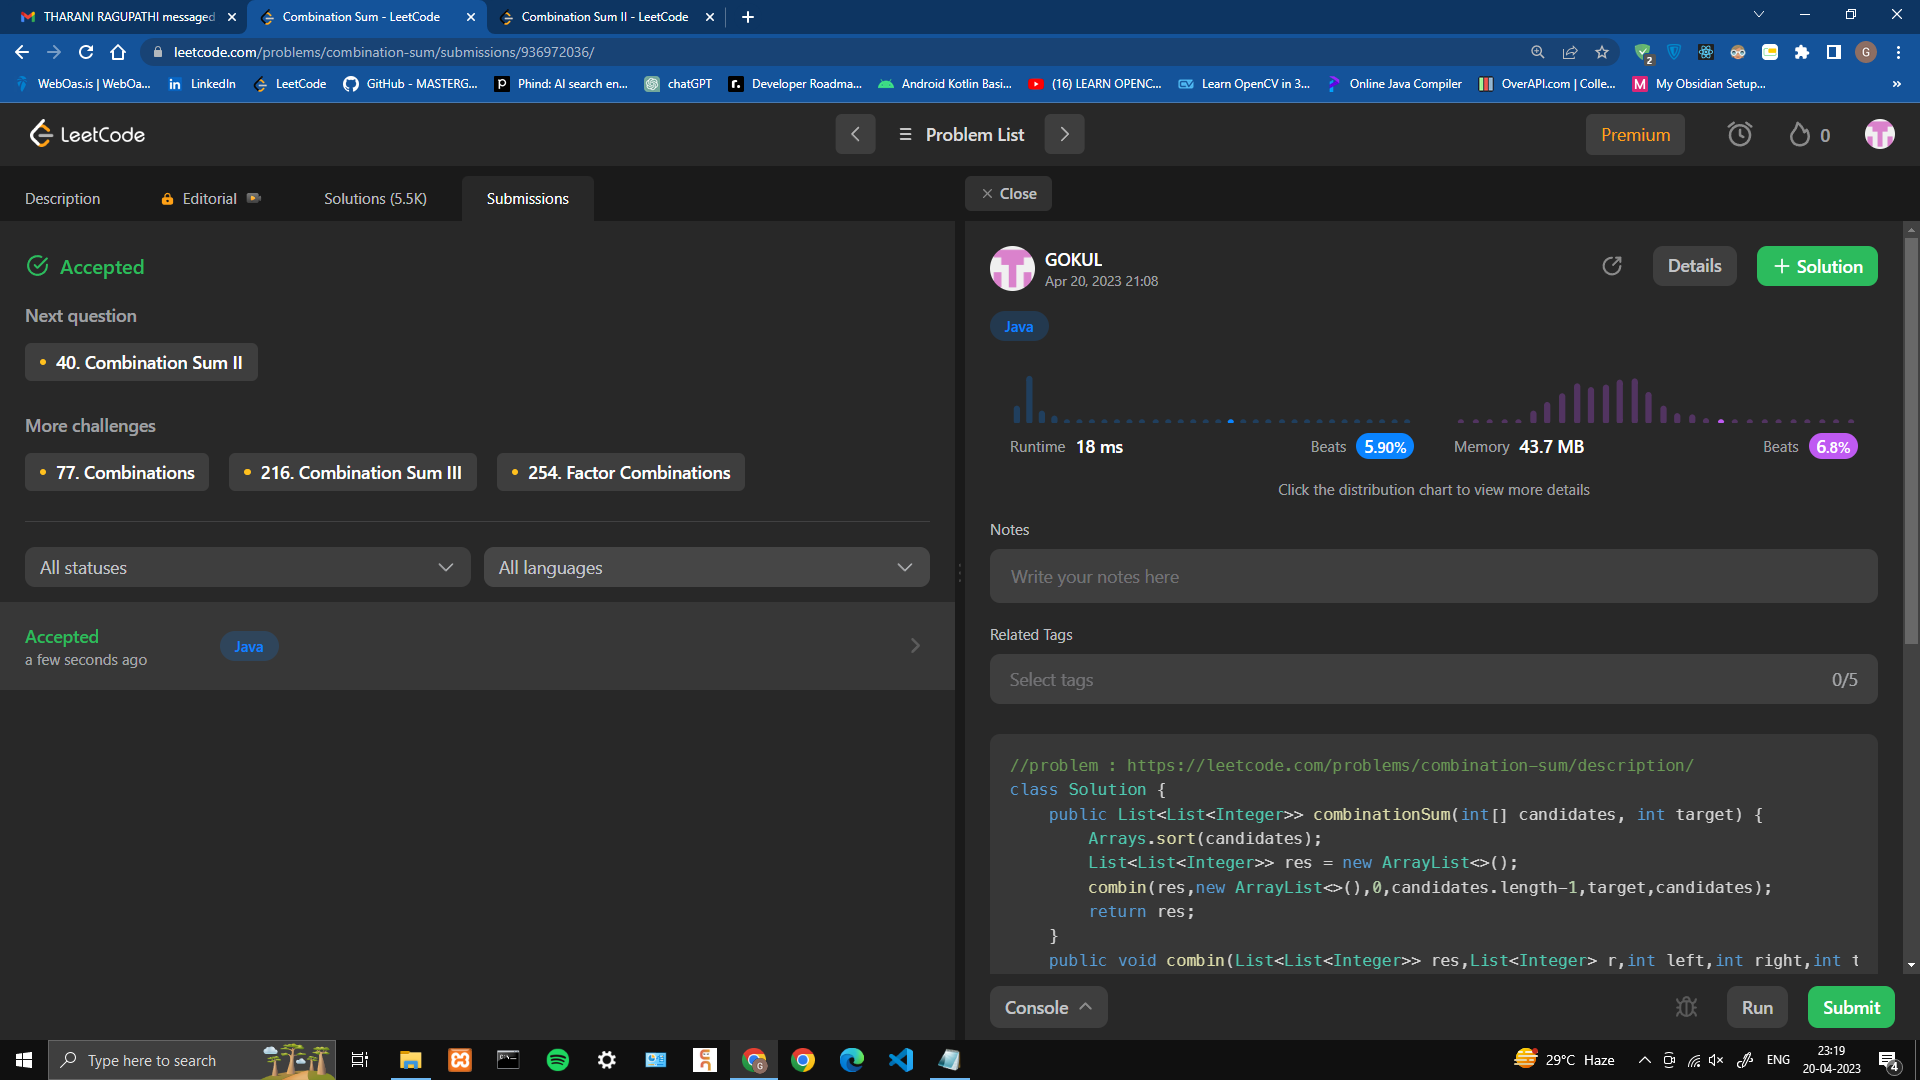 THARANI RAGUPATHI messaged
Combination Sum - LeetCode
Combination Sum II - LeetCode
leetcode.com/problems/combination-sum/submissions/936972036/
2
G
WebOas.is | WebOa...
LinkedIn
LeetCode
GitHub - MASTERG...
Phind: AI search en...
chatGPT
Developer Roadma...
Android Kotlin Basi...
(16) LEARN OPENC...
Learn OpenCV in 3...
Online Java Compiler
OverAPI.com | Colle...
My Obsidian Setup...
LeetCode
Problem List
Premium
0
Description
Editorial
Solutions (5.5K)
Submissions
Close
Accepted
Next question
40. Combination Sum II
More challenges
77. Combinations
216. Combination Sum III
254. Factor Combinations
All statuses
All languages
Accepted
a few seconds ago
Java
GOKUL
Apr 20, 2023 21:08
Details
+ Solution
Java
Runtime 18 ms
Beats 5.90%
Memory 43.7 MB
Beats 6.8%
Click the distribution chart to view more details
Notes
Write your notes here
Related Tags
Select tags
0/5
//problem : https://leetcode.com/problems/combination-sum/description/
class Solution {
    public List<List<Integer>> combinationSum(int[] candidates, int target) {
        Arrays.sort(candidates);
        List<List<Integer>> res = new ArrayList<>();
        combin(res,new ArrayList<>(),0,candidates.length-1,target,candidates);
        return res;
    }
    public void combin(List<List<Integer>> res,List<Integer> r,int left,int right,int t
Console
Run
Submit
Type here to search
29°C Haze
ENG
23:19
20-04-2023
4